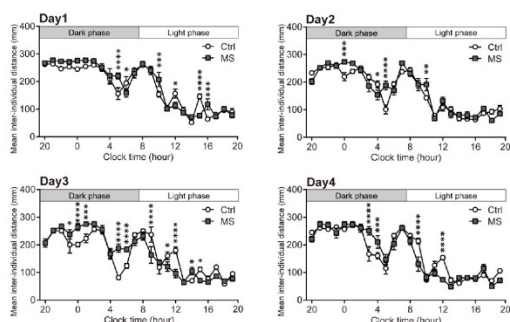 Day1
Dark phase Light phase
Mean inter-individual distance (mm)
400
300
200
100
0
Ctrl
MS
**** * **** * **** ****
20 0 4 8 12 16 20
Clock time (hour)
Day2
Dark phase Light phase
Mean inter-individual distance (mm)
400
300
200
100
0
Ctrl
MS
**** * **** **
20 0 4 8 12 16 20
Clock time (hour)
Day3
Dark phase Light phase
Mean inter-individual distance (mm)
400
300
200
100
0
Ctrl
MS
20 0 4 8 12 16 20
Clock time (hour)
Day4
Dark phase Light phase
Mean inter-individual distance (mm)
400
300
200
100
0
Ctrl
MS
20 0 4 8 12 16 20
Clock time (hour)